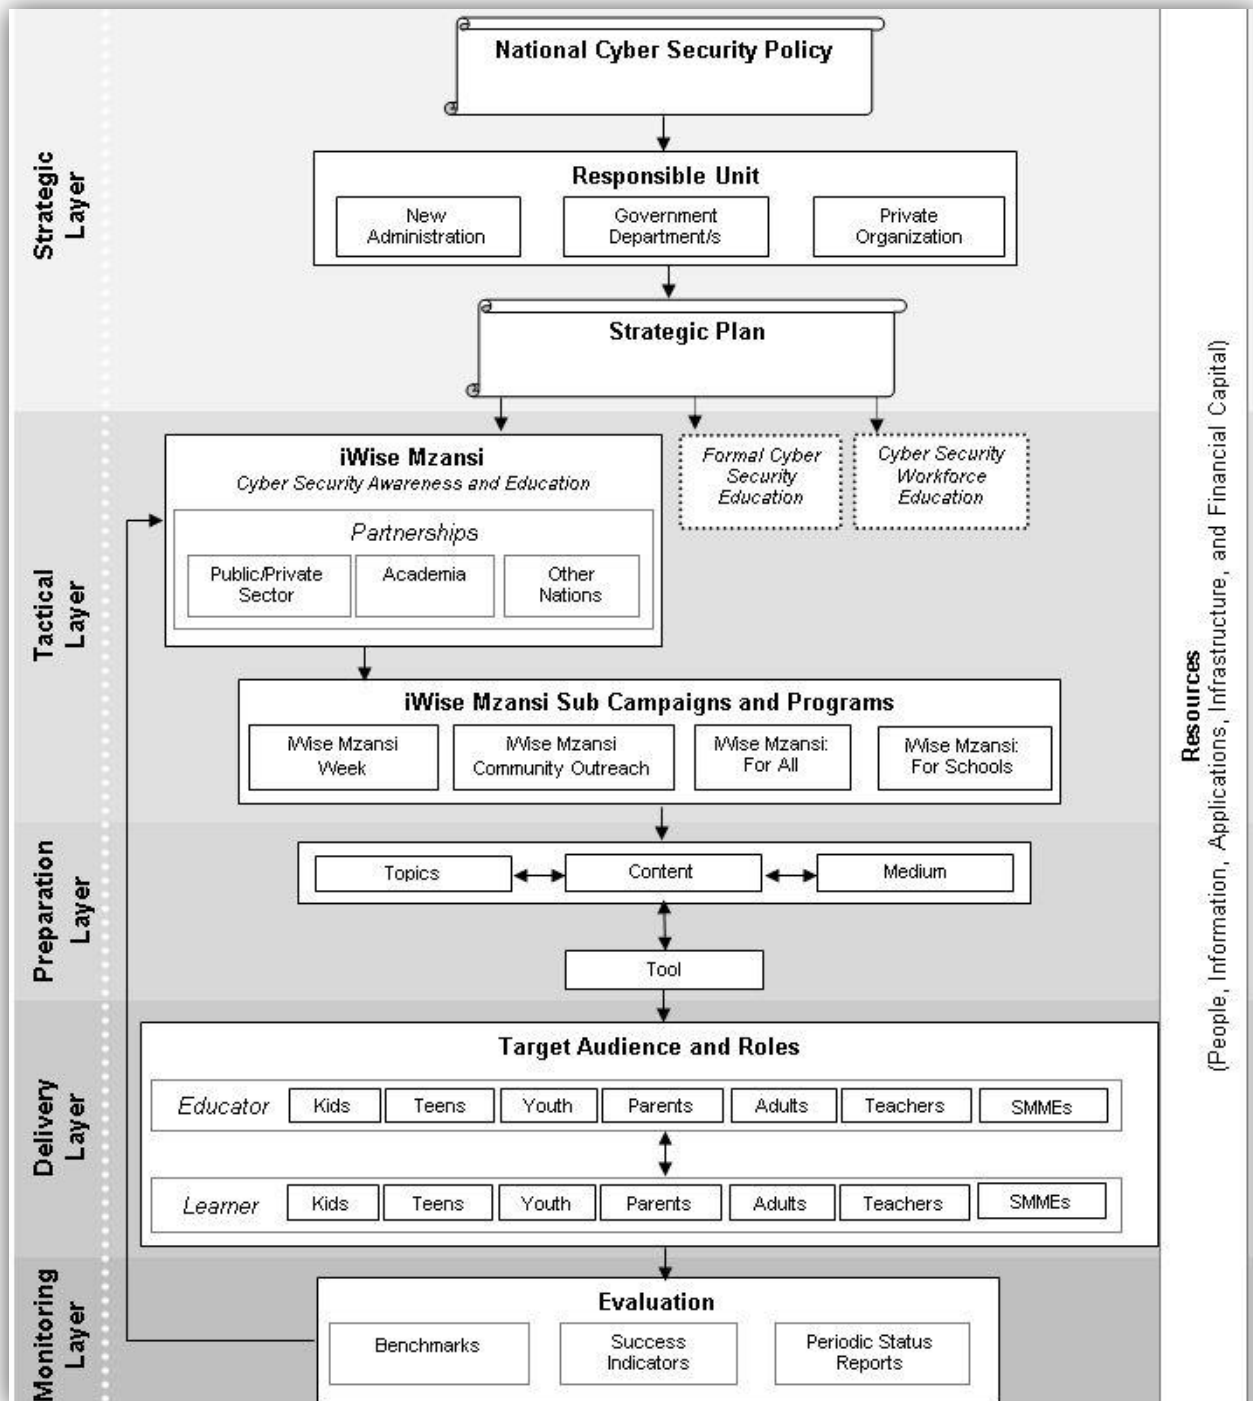 National Cyber Security Policy
Strategic
Layer
Responsible Unit
New
Administration
Government
Department/s
Private
Organization
Strategic Plan
Tactical
Layer
iWise Mzansi
Cyber Security Awareness and Education
Partnerships
Public/Private
Sector
Academia
Other
Nations
Formal Cyber
Security
Education
Cyber Security
Workforce
Education
iWise Mzansi Sub Campaigns and Programs
iWise Mzansi
Week
iWise Mzansi
Community Outreach
iWise Mzansi:
For All
iWise Mzansi:
For Schools
Preparation
Layer
Topics
Content
Medium
Tool
Delivery
Layer
Target Audience and Roles
Educator
Kids
Teens
Youth
Parents
Adults
Teachers
SMMEs
Learner
Kids
Teens
Youth
Parents
Adults
Teachers
SMMEs
Monitoring
Layer
Evaluation
Benchmarks
Success
Indicators
Periodic Status
Reports
Resources
(People, Information, Applications, Infrastructure, and Financial Capital)